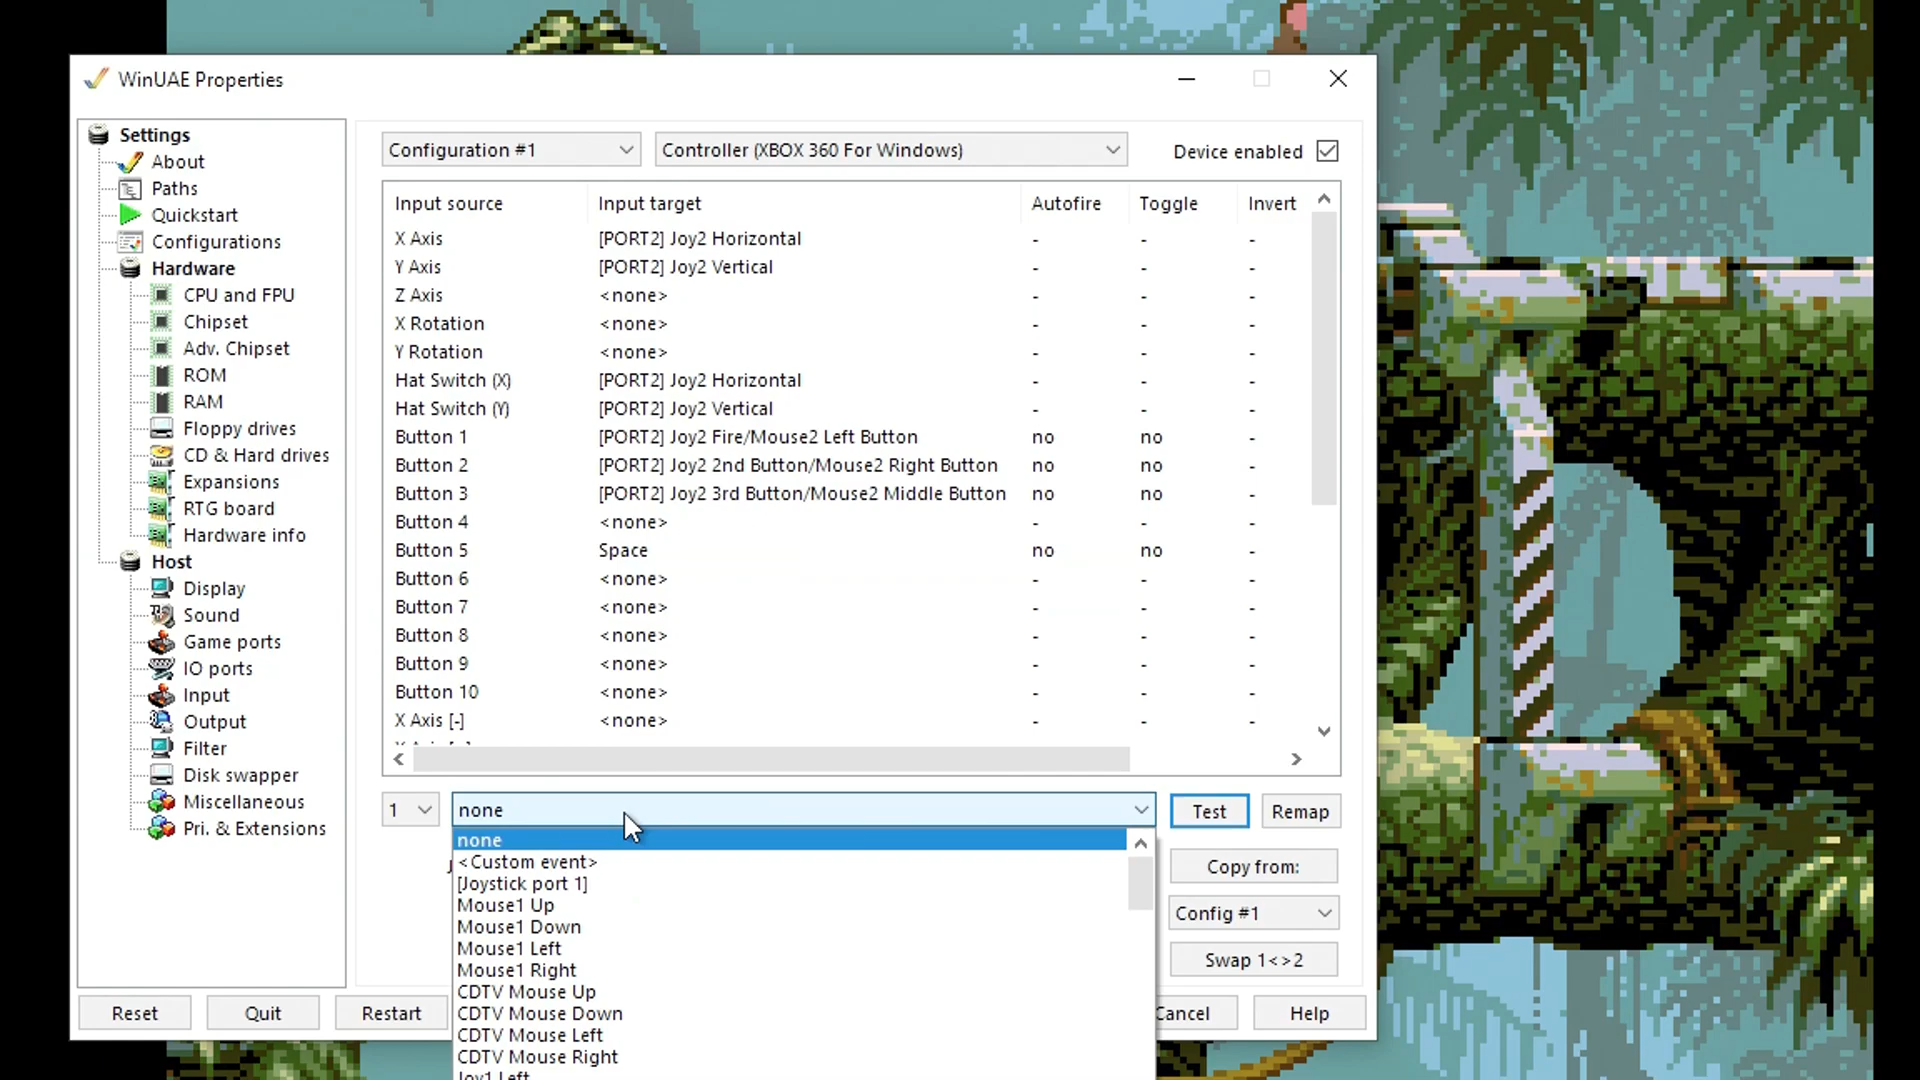 WinUAE Properties
Settings
About
Paths
Quickstart
Configurations
Hardware
CPU and FPU
Chipset
Adv. Chipset
ROM
RAM
Floppy drives
CD & Hard drives
Expansions
RTG board
Hardware info
Host
Display
Sound
Game ports
IO ports
Input
Output
Filter
Disk swapper
Miscellaneous
Pri. & Extensions
Configuration #1 Controller (XBOX 360 For Windows) Device enabled
Input source Input target Autofire Toggle Invert
X Axis [PORT2] Joy2 Horizontal - - -
Y Axis [PORT2] Joy2 Vertical - - -
Z Axis <none> - - -
X Rotation <none> - - -
Y Rotation <none> - - -
Hat Switch (X) [PORT2] Joy2 Horizontal - - -
Hat Switch (Y) [PORT2] Joy2 Vertical - - -
Button 1 [PORT2] Joy2 Fire/Mouse2 Left Button no no -
Button 2 [PORT2] Joy2 2nd Button/Mouse2 Right Button no no -
Button 3 [PORT2] Joy2 3rd Button/Mouse2 Middle Button no no -
Button 4 <none> - - -
Button 5 Space no no -
Button 6 <none> - - -
Button 7 <none> - - -
Button 8 <none> - - -
Button 9 <none> - - -
Button 10 <none> - - -
X Axis [-] <none> - - -
1 none Test Remap
none
<Custom event>
[Joystick port 1]
Mouse1 Up
Mouse1 Down
Mouse1 Left
Mouse1 Right
CDTV Mouse Up
CDTV Mouse Down
CDTV Mouse Left
CDTV Mouse Right
Joy1 Left
Copy from:
Config #1
Swap 1<>2
Reset Quit Restart Cancel Help